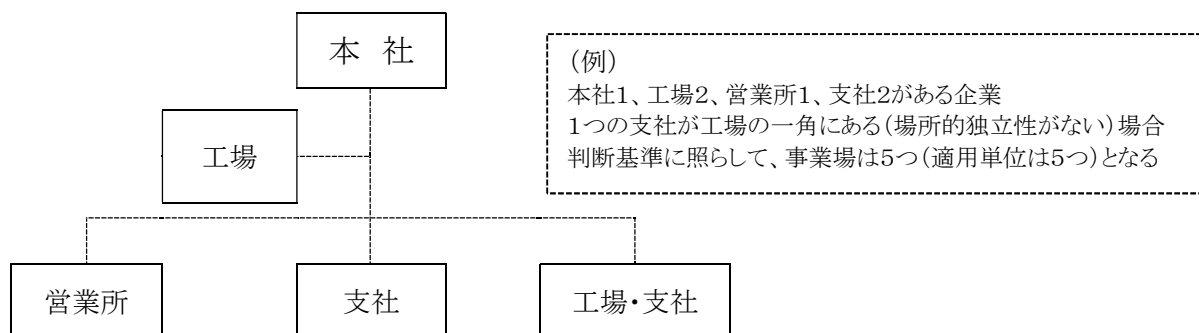 本 社
(例)
本社1、工場2、営業所1、支社2がある企業
1つの支社が工場の一角にある(場所的独立性がない)場合
判断基準に照らして、事業場は5つ(適用単位は5つ)となる
工場
営業所
支社
工場・支社